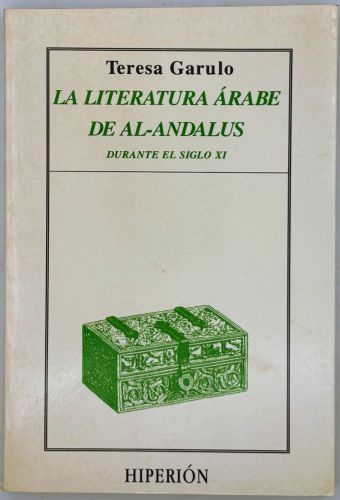 Teresa Garulo
LA LITERATURA ÁRABE
DE AL-ANDALUS
DURANTE EL SIGLO XI
HIPERIÓN